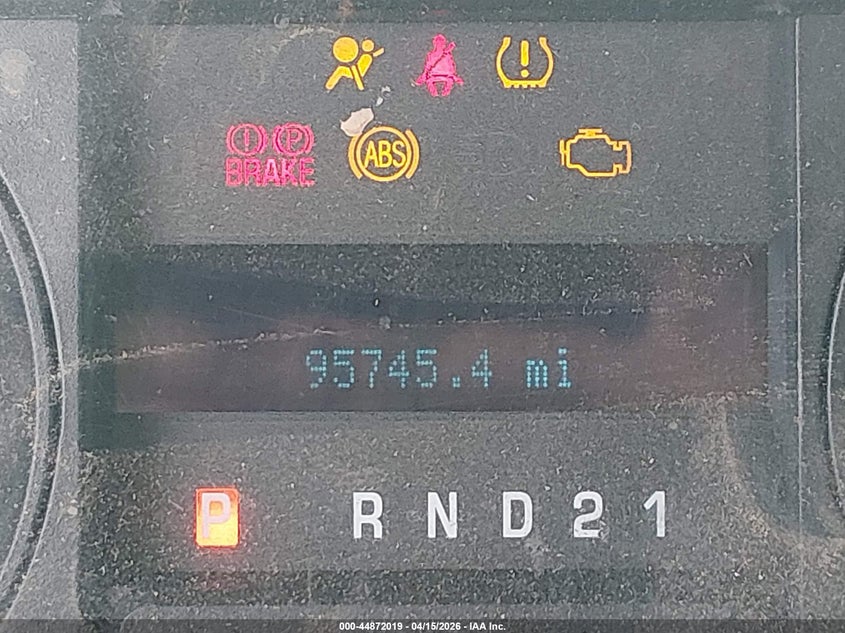 (!) (P)
BRAKE
ABS
95745.4 mi
P R N D 2 1
000-44872019 - 04/15/2026 - IAA Inc.